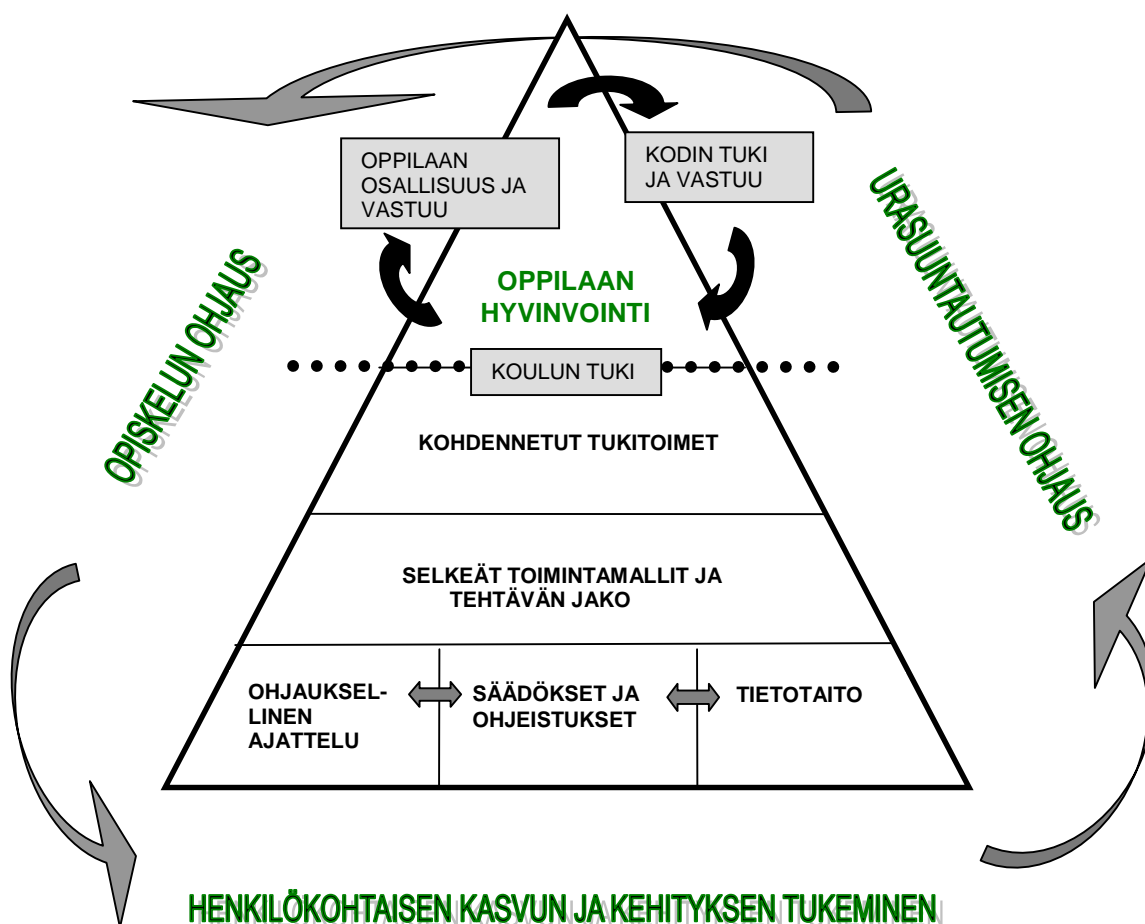 OPPILAAN
OSALLISUUS JA
VASTUU
KODIN TUKI
JA VASTUU
OPISKELUN OHJAUS
URASUUNTAUTUMISEN OHJAUS
OPPILAAN
HYVINVOINTI
KOULUN TUKI
KOHDENNETUT TUKITOIMET
SELKEÄT TOIMINTAMALLIT JA
TEHTÄVÄN JAKO
OHJAUKSEL-
LINEN
AJATTELU
SÄÄDÖKSET JA
OHJEISTUKSET
TIETOTAITO
HENKILÖKOHTAISEN KASVUN JA KEHITYKSEN TUKEMINEN